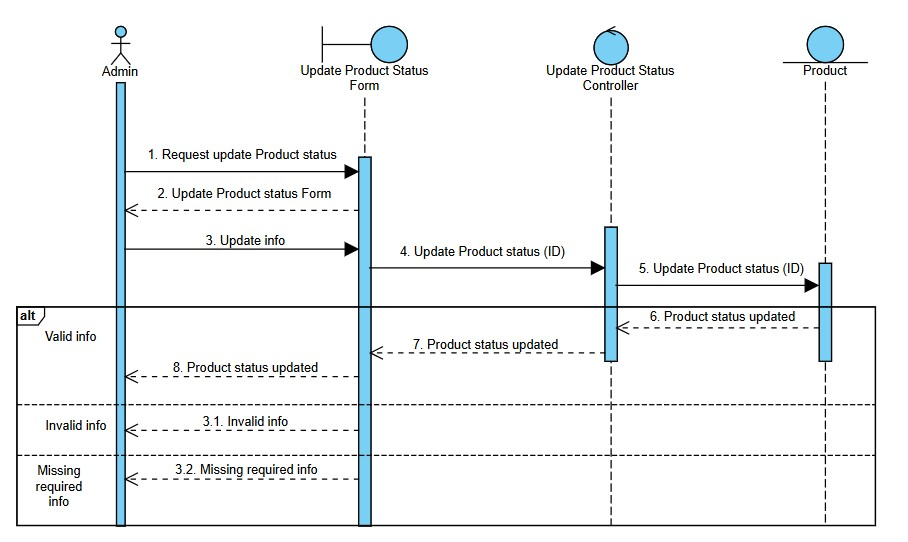 Admin
Update Product Status
Form
Update Product Status
Controller
Product
1. Request update Product status
2. Update Product status Form
3. Update info
4. Update Product status (ID)
5. Update Product status (ID)
alt
Valid info
6. Product status updated
7. Product status updated
8. Product status updated
Invalid info
3.1. Invalid info
Missing
required
info
3.2. Missing required info